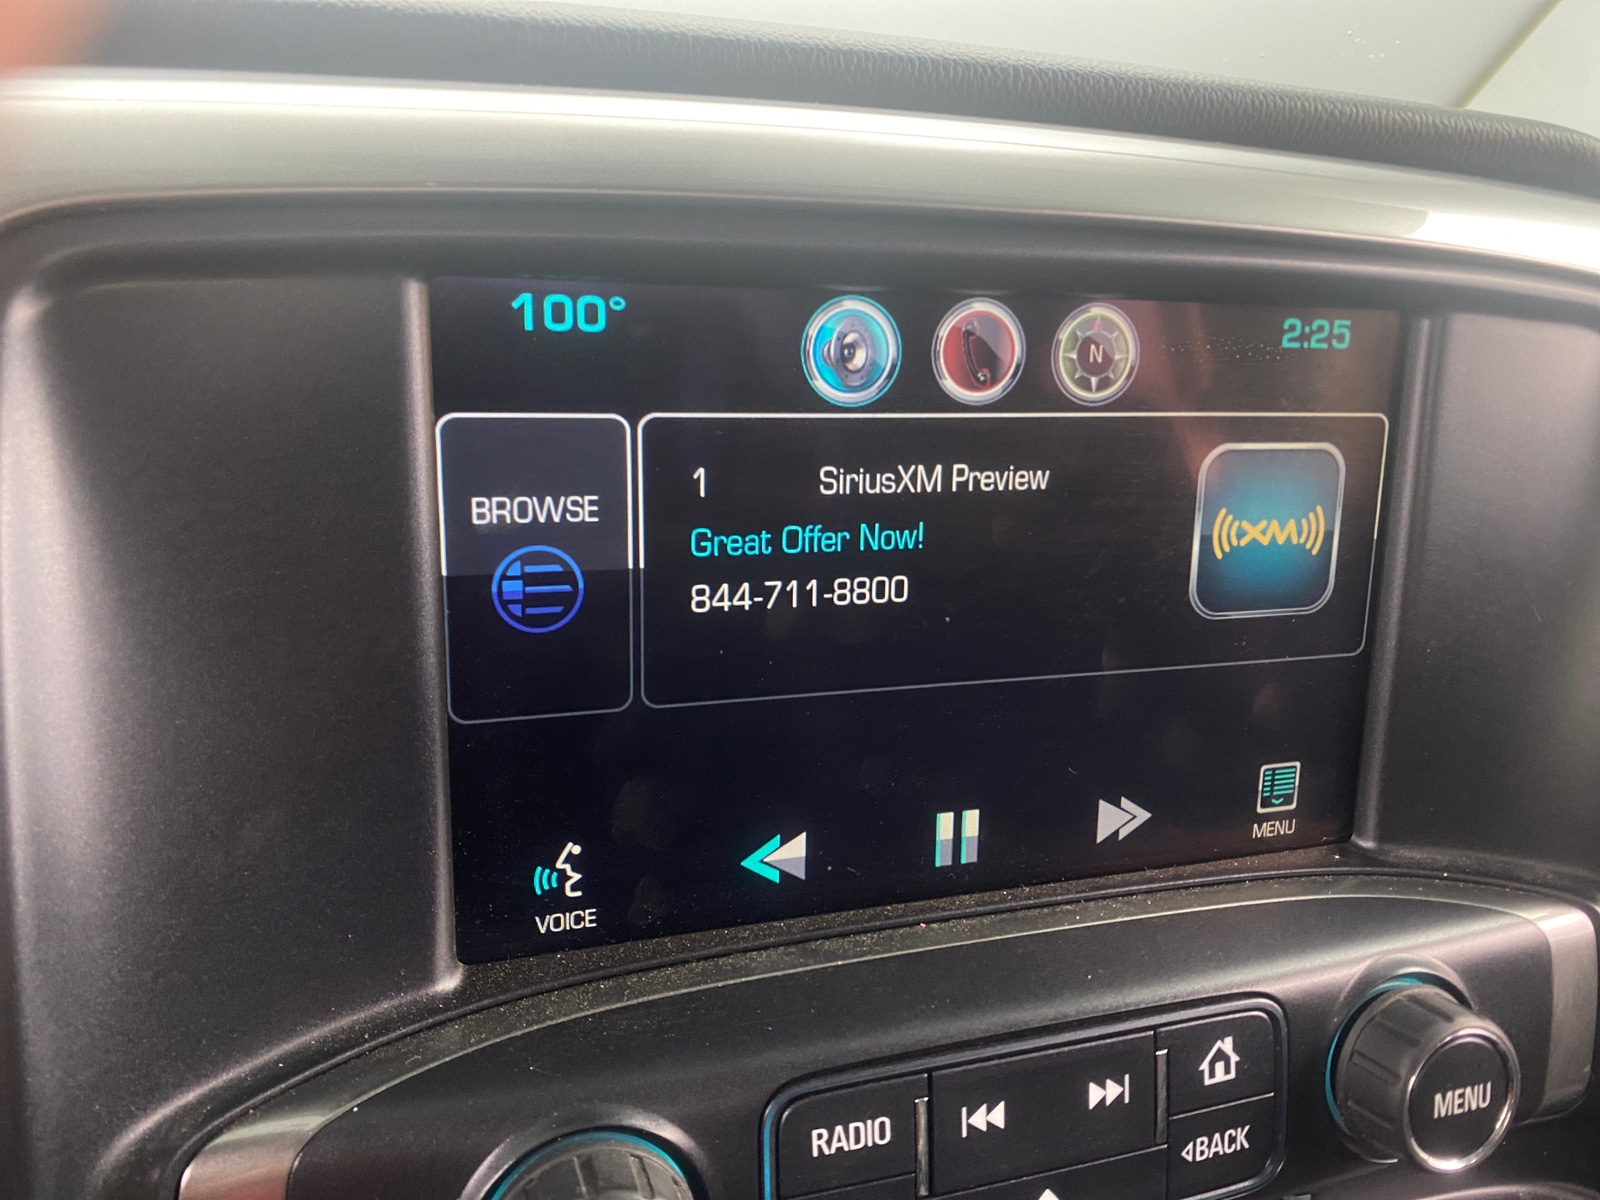 100°
N
2:25
BROWSE
1 SiriusXM Preview
Great Offer Now!
844-711-8800
XM
VOICE
MENU
RADIO
BACK
MENU